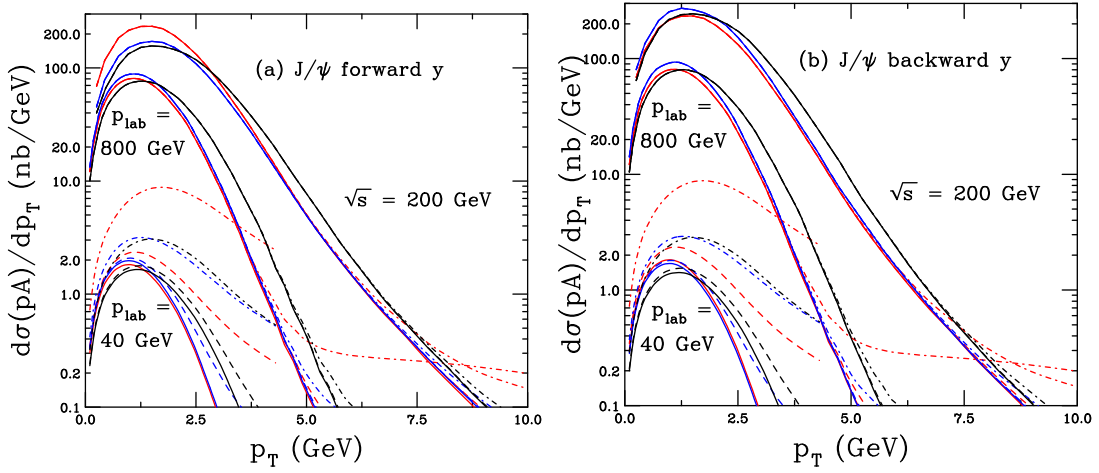 dσ(pA)/dp_T (nb/GeV)
200.0
100.0
20.0
10.0
2.0
1.0
0.2
0.1
(a) J/ψ forward y
p_lab =
800 GeV
√s = 200 GeV
p_lab =
40 GeV
0.0 2.5 5.0 7.5 10.0
p_T (GeV)
dσ(pA)/dp_T (nb/GeV)
200.0
100.0
20.0
10.0
2.0
1.0
0.2
0.1
(b) J/ψ backward y
p_lab =
800 GeV
√s = 200 GeV
p_lab =
40 GeV
0.0 2.5 5.0 7.5 10.0
p_T (GeV)